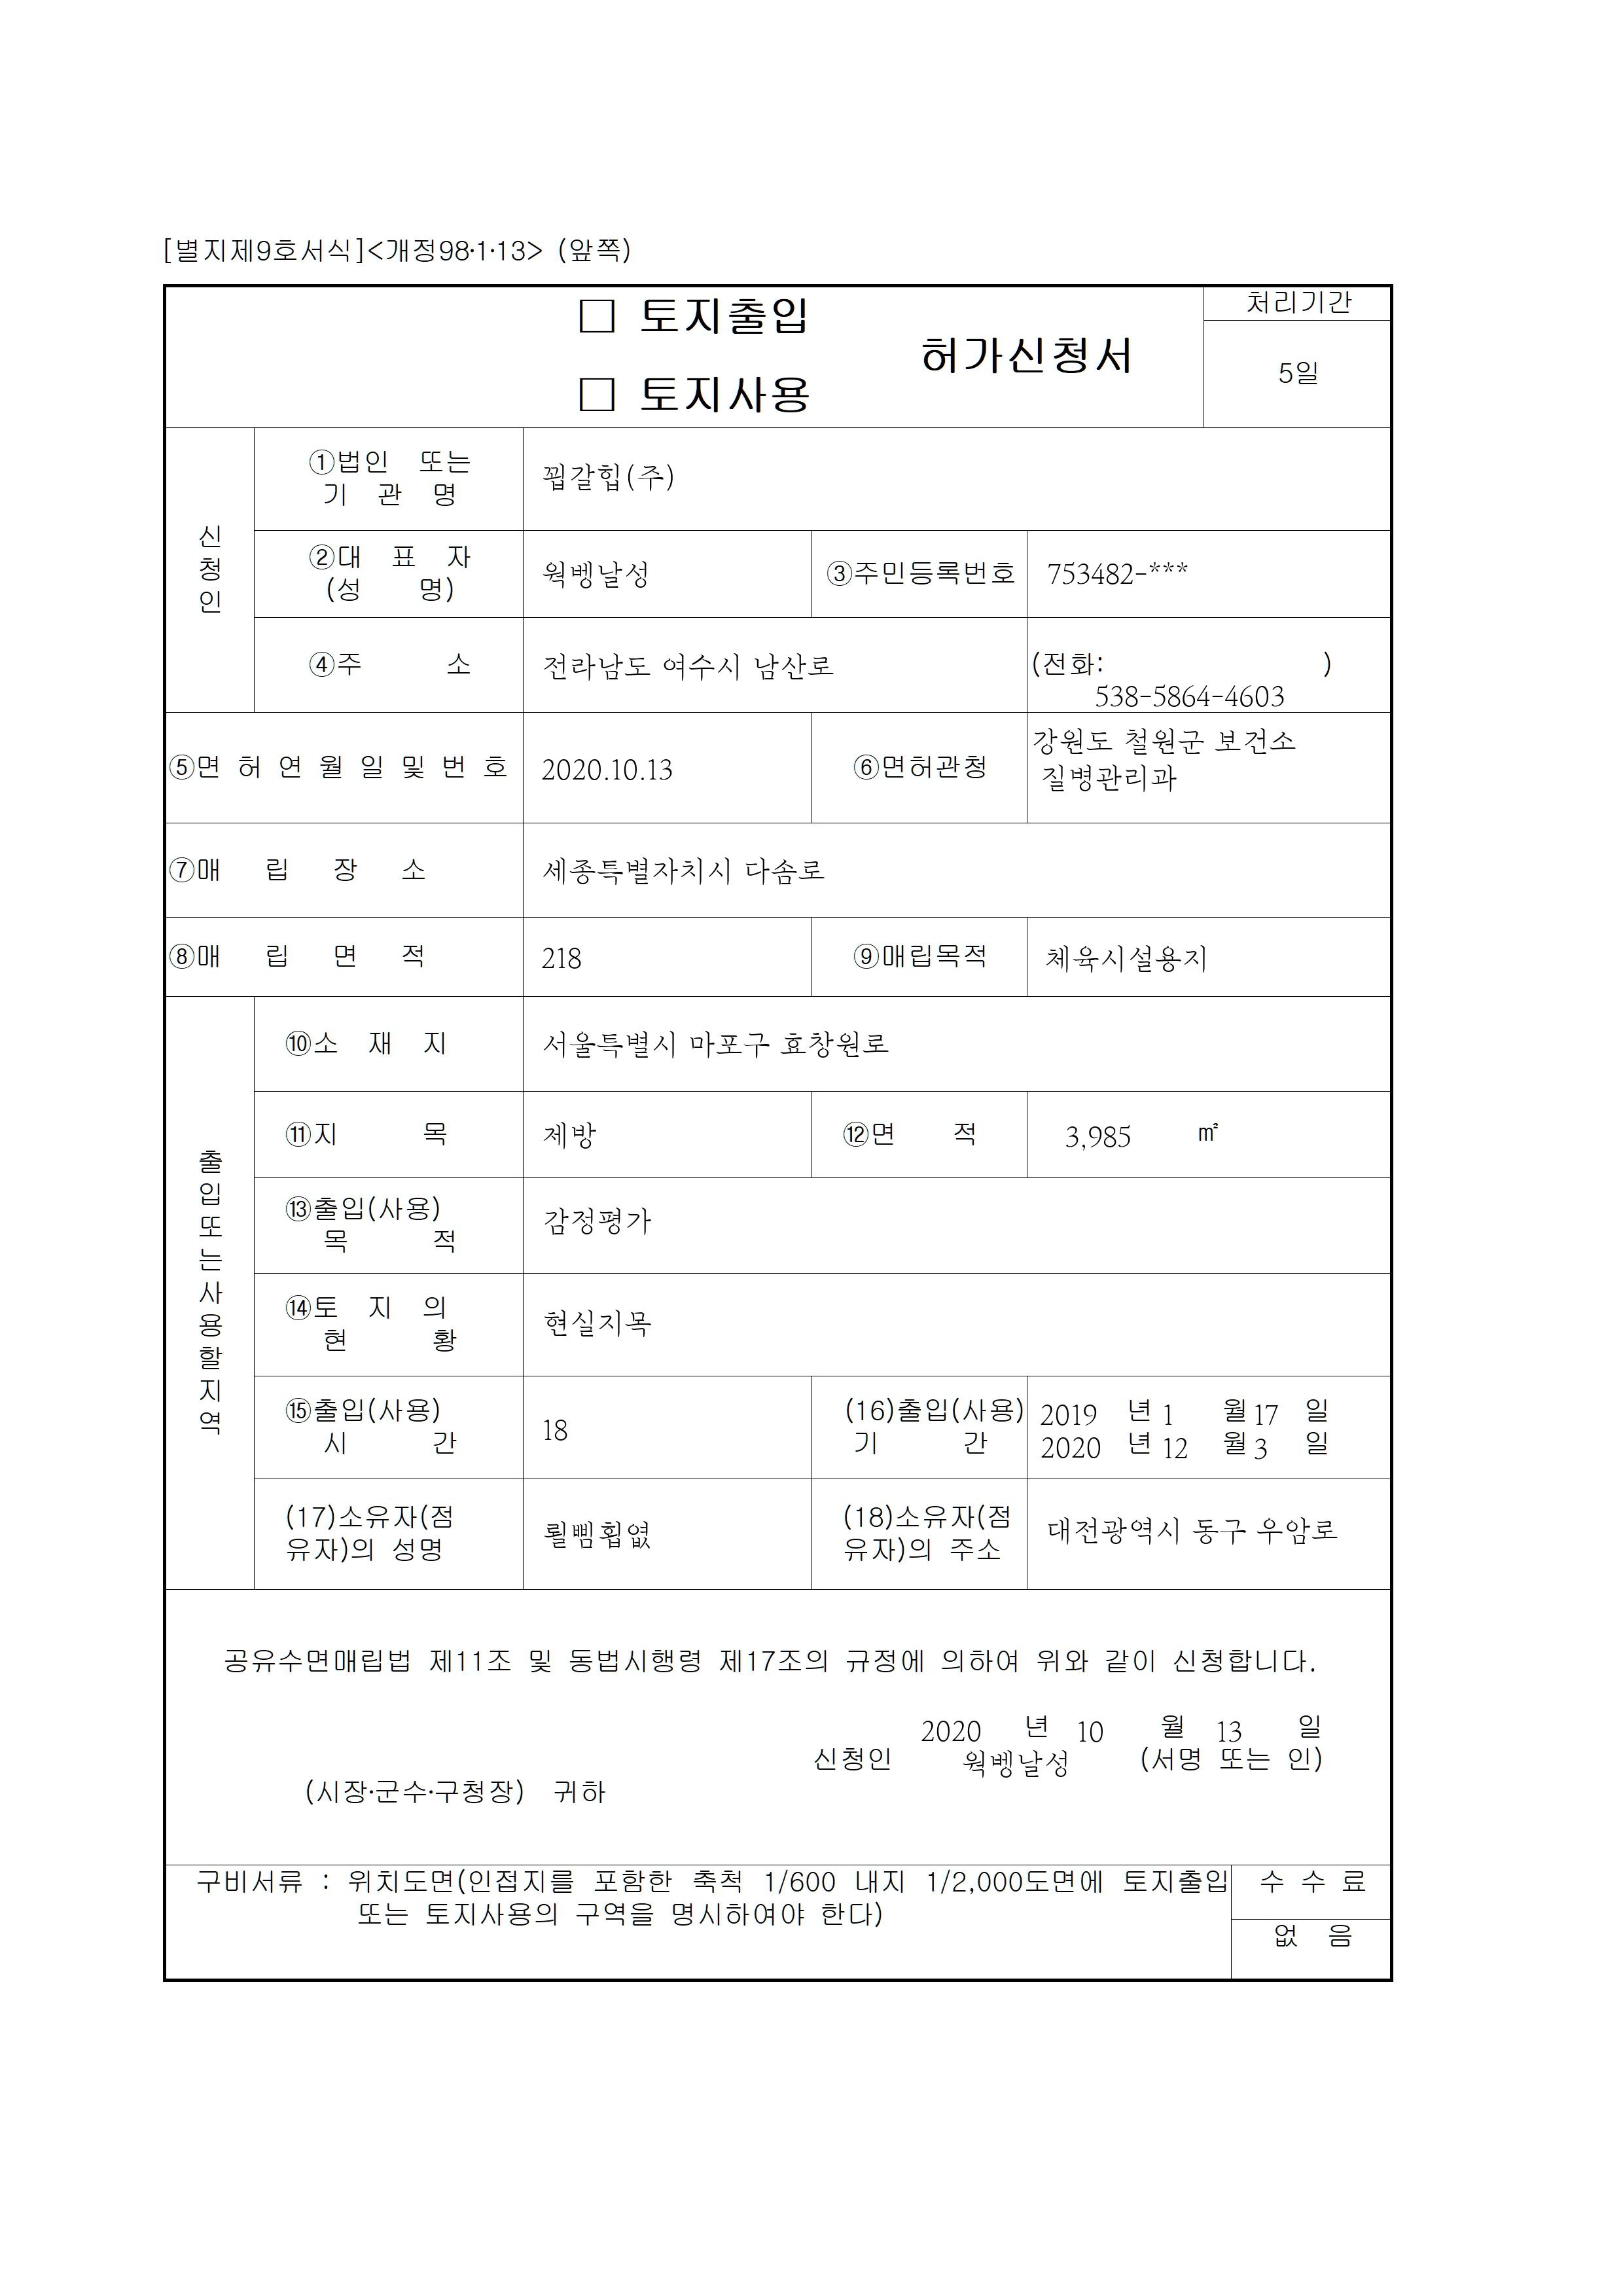 [별지제9호서식]<개정98·1·13> (앞쪽)
□ 토지출입
허가신청서
□ 토지사용
처리기간
5일
신청인
①법인 또는
기 관 명
뀝갈힙(주)
②대 표 자
(성 명)
웍벵날성
③주민등록번호
753482-***
④주 소
전라남도 여수시 남산로
(전화: )
538-5864-4603
⑤면 허 연 월 일 및 번 호
2020.10.13
⑥면허관청
강원도 철원군 보건소
질병관리과
⑦매 립 장 소
세종특별자치시 다솜로
⑧매 립 면 적
218
⑨매립목적
체육시설용지
출입또는사용할지역
⑩소 재 지
서울특별시 마포구 효창원로
⑪지 목
제방
⑫면 적
3,985 ㎡
⑬출입(사용)
목 적
감정평가
⑭토 지 의
현 황
현실지목
⑮출입(사용)
시 간
18
(16)출입(사용)
기 간
2019 년 1 월 17 일
2020 년 12 월 3 일
(17)소유자(점
유자)의 성명
(18)소유자(점
유자)의 주소
대전광역시 동구 우암로
공유수면매립법 제11조 및 동법시행령 제17조의 규정에 의하여 위와 같이 신청합니다.
2020 년 10 월 13 일
신청인 웍벵날성 (서명 또는 인)
(시장·군수·구청장) 귀하
구비서류 : 위치도면(인접지를 포함한 축척 1/600 내지 1/2,000도면에 토지출입
또는 토지사용의 구역을 명시하여야 한다)
수 수 료
없 음